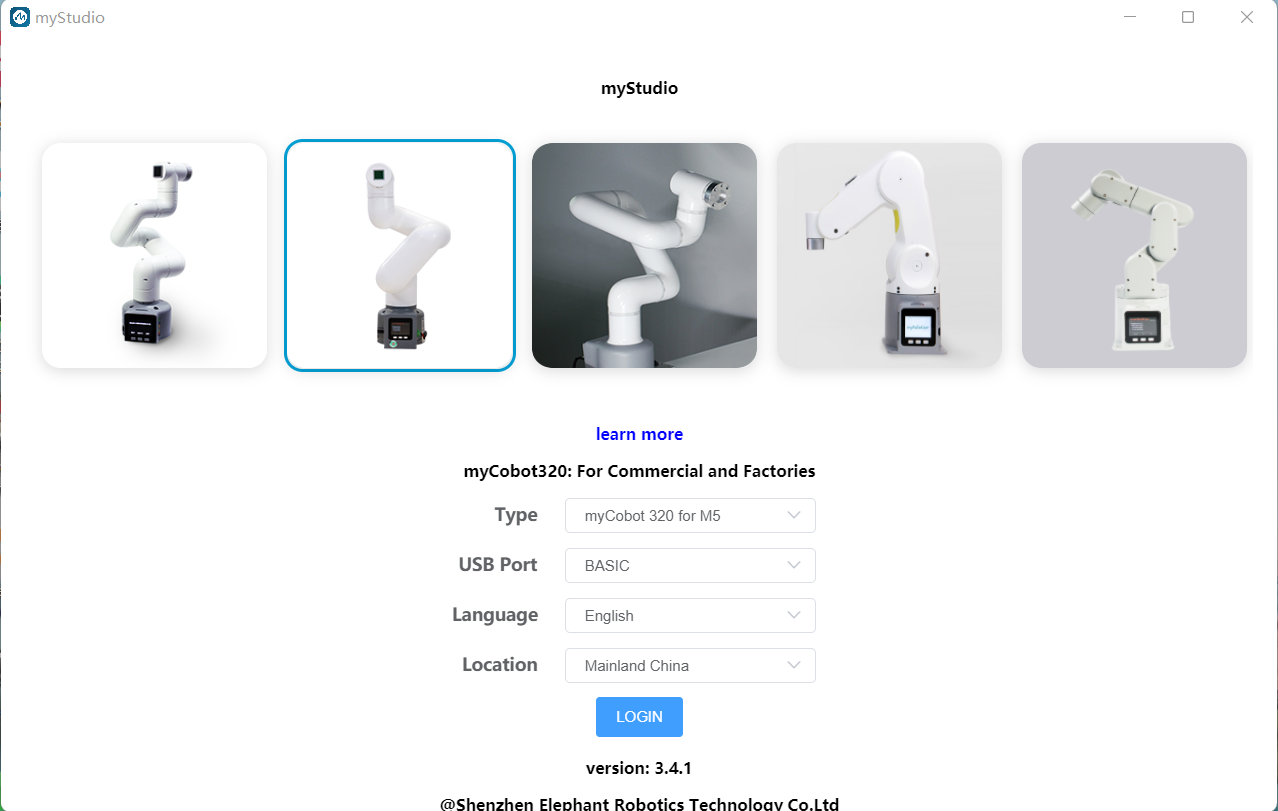 myStudio
myStudio
learn more
myCobot320: For Commercial and Factories
Type
myCobot 320 for M5
USB Port
BASIC
Language
English
Location
Mainland China
LOGIN
version: 3.4.1
@Shenzhen Elephant Robotics Technology Co.Ltd